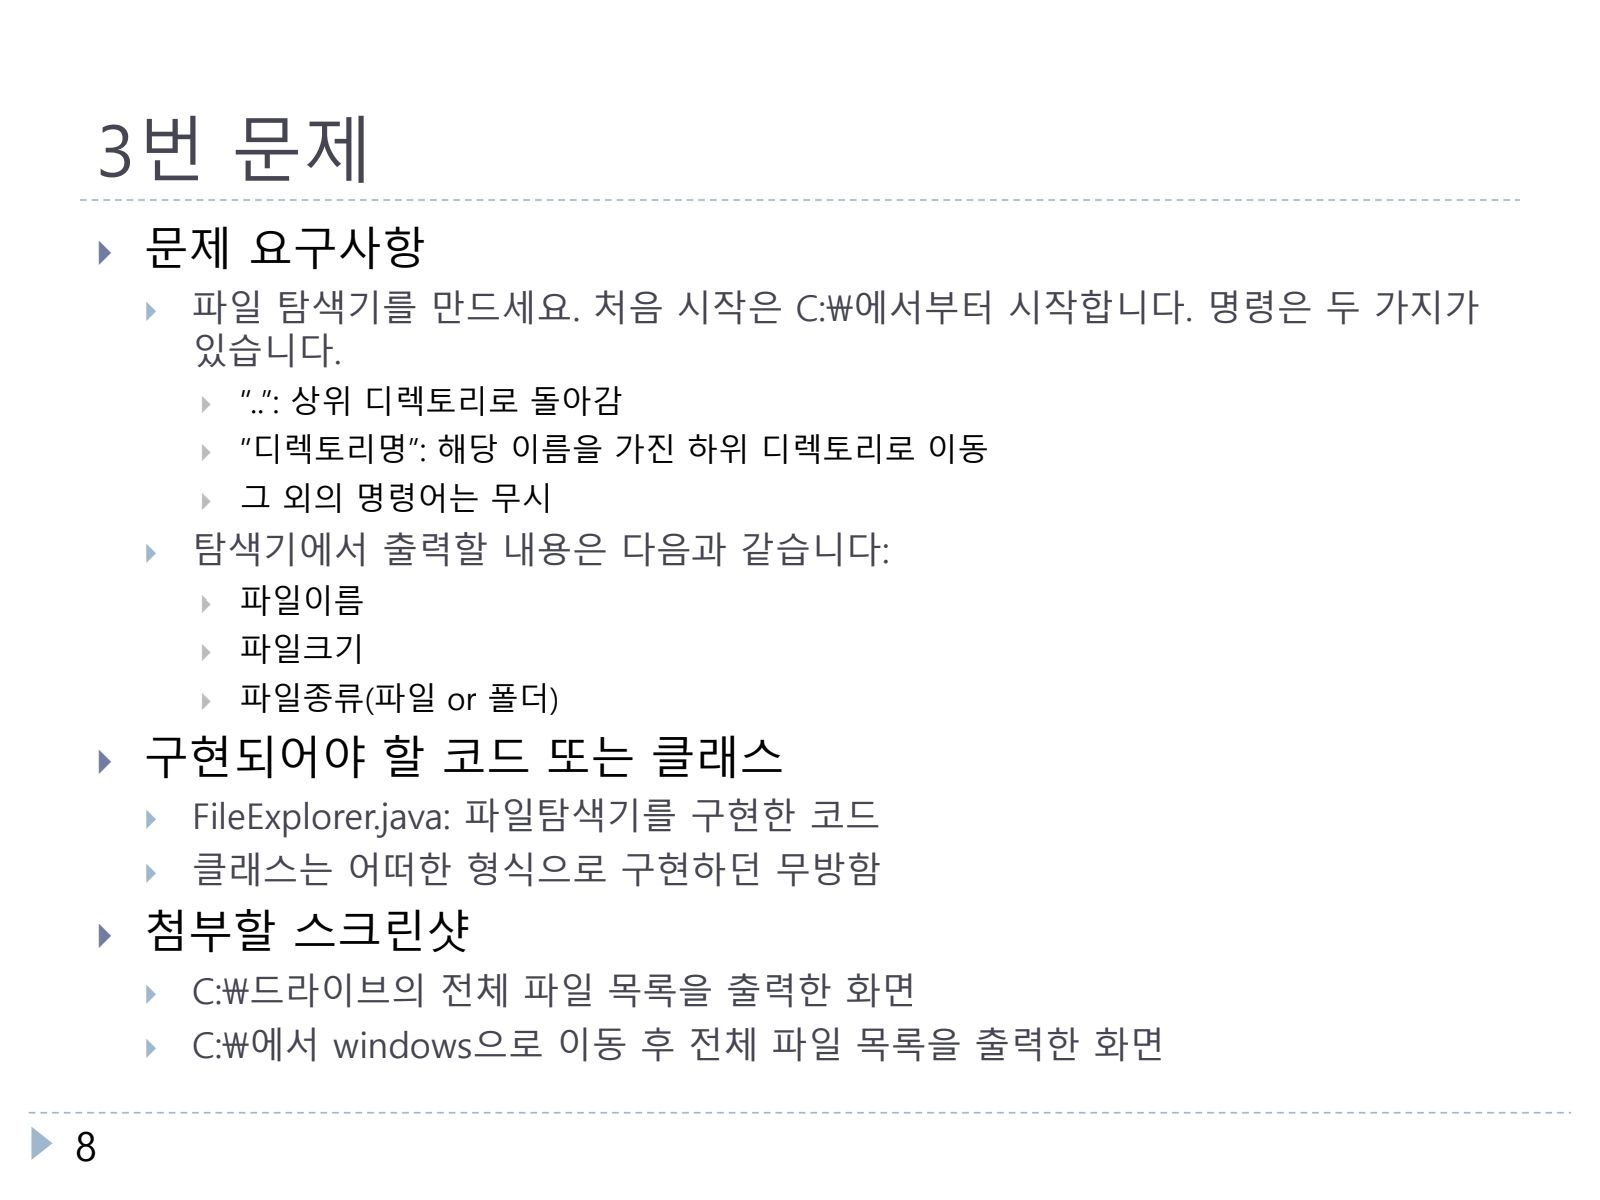 3번 문제
문제 요구사항
파일 탐색기를 만드세요. 처음 시작은 C:₩에서부터 시작합니다. 명령은 두 가지가
있습니다.
"..": 상위 디렉토리로 돌아감
"디렉토리명": 해당 이름을 가진 하위 디렉토리로 이동
그 외의 명령어는 무시
탐색기에서 출력할 내용은 다음과 같습니다:
파일이름
파일크기
파일종류(파일 or 폴더)
구현되어야 할 코드 또는 클래스
FileExplorer.java: 파일탐색기를 구현한 코드
클래스는 어떠한 형식으로 구현하던 무방함
첨부할 스크린샷
C:₩드라이브의 전체 파일 목록을 출력한 화면
C:₩에서 windows으로 이동 후 전체 파일 목록을 출력한 화면
8